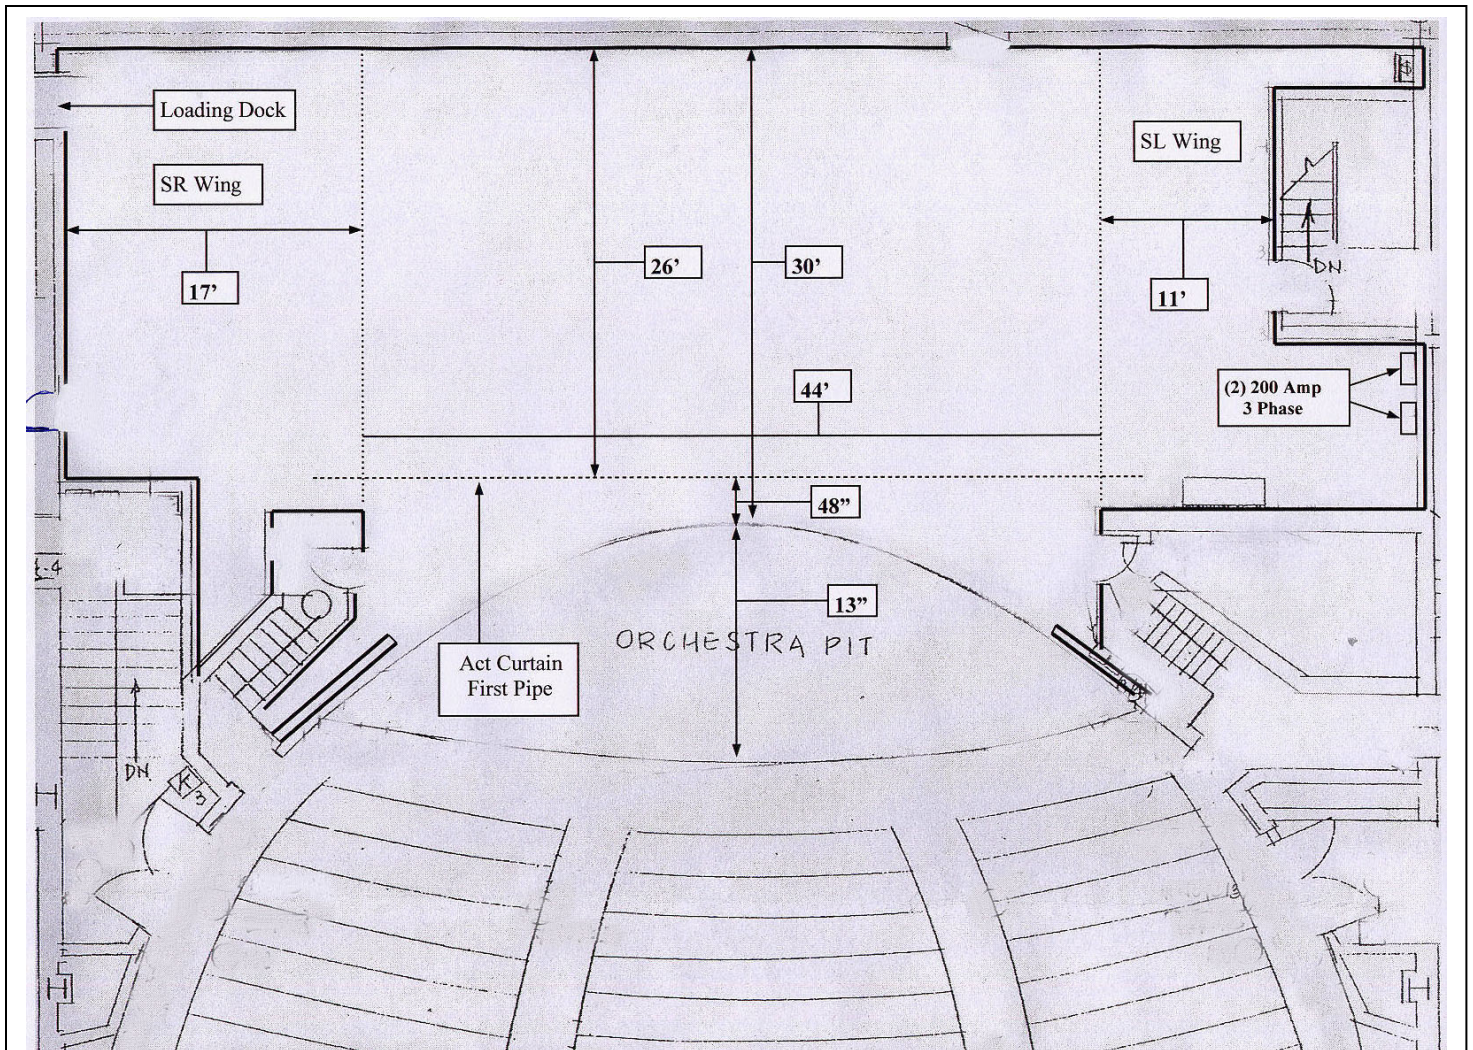 Loading Dock
SL Wing
SR Wing
26’
30’
DN.
17’
11’
44’
(2) 200 Amp
3 Phase
48”
13”
ORCHESTRA PIT
Act Curtain
First Pipe
DN.